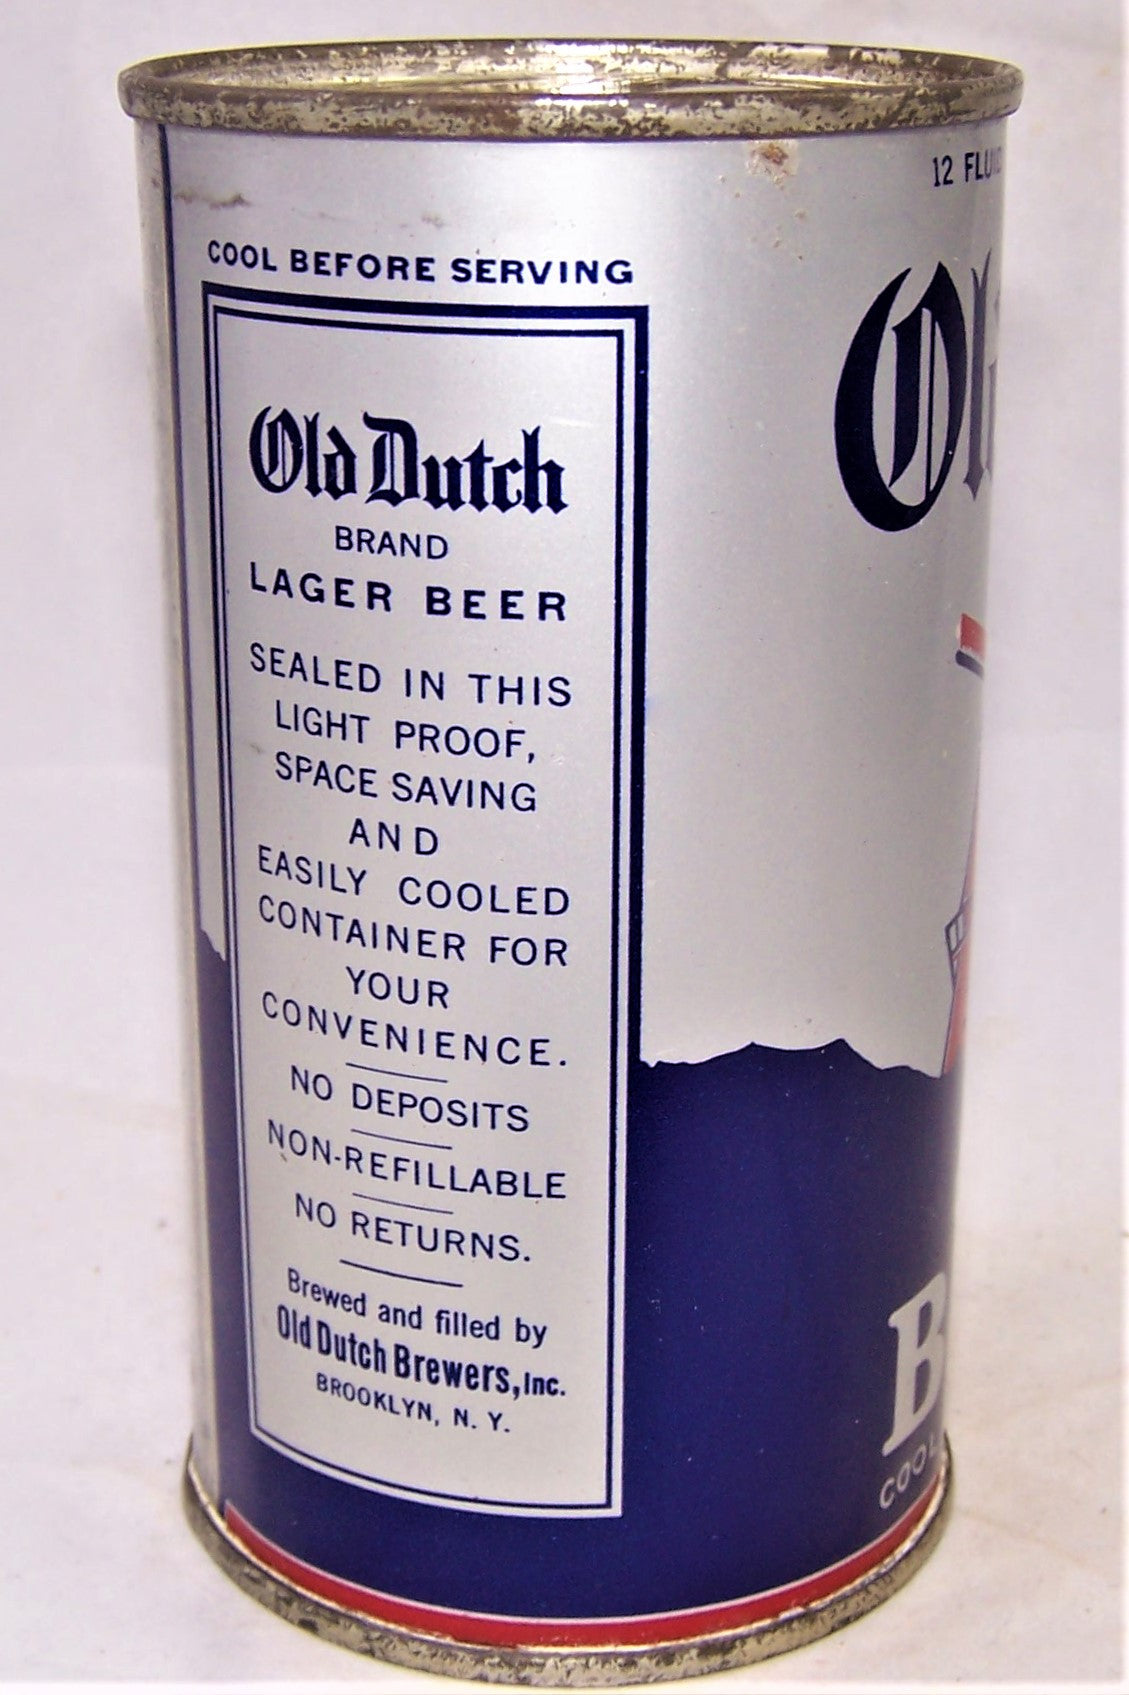 COOL BEFORE SERVING
Old Dutch
BRAND
LAGER BEER
SEALED IN THIS
LIGHT PROOF,
SPACE SAVING
AND
EASILY COOLED
CONTAINER FOR
YOUR
CONVENIENCE.
NO DEPOSITS
NON-REFILLABLE
NO RETURNS.
Brewed and filled by
Old Dutch Brewers, Inc.
BROOKLYN, N. Y.
12 FLUID
Old
B
COOL